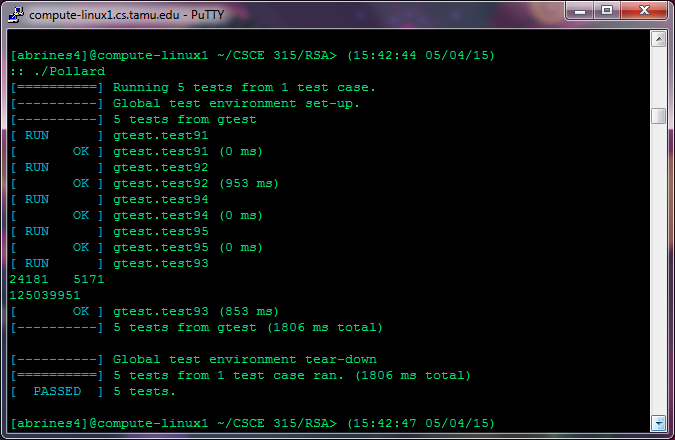 compute-linux1.cs.tamu.edu - PuTTY
[abrines4]@compute-linux1 ~/CSCE 315/RSA> (15:42:44 05/04/15)
:: ./Pollard
[==========] Running 5 tests from 1 test case.
[----------] Global test environment set-up.
[----------] 5 tests from gtest
[ RUN      ] gtest.test91
[       OK ] gtest.test91 (0 ms)
[ RUN      ] gtest.test92
[       OK ] gtest.test92 (953 ms)
[ RUN      ] gtest.test94
[       OK ] gtest.test94 (0 ms)
[ RUN      ] gtest.test95
[       OK ] gtest.test95 (0 ms)
[ RUN      ] gtest.test93
24181   5171
125039951
[       OK ] gtest.test93 (853 ms)
[----------] 5 tests from gtest (1806 ms total)
[----------] Global test environment tear-down
[==========] 5 tests from 1 test case ran. (1806 ms total)
[  PASSED  ] 5 tests.
[abrines4]@compute-linux1 ~/CSCE 315/RSA> (15:42:47 05/04/15)